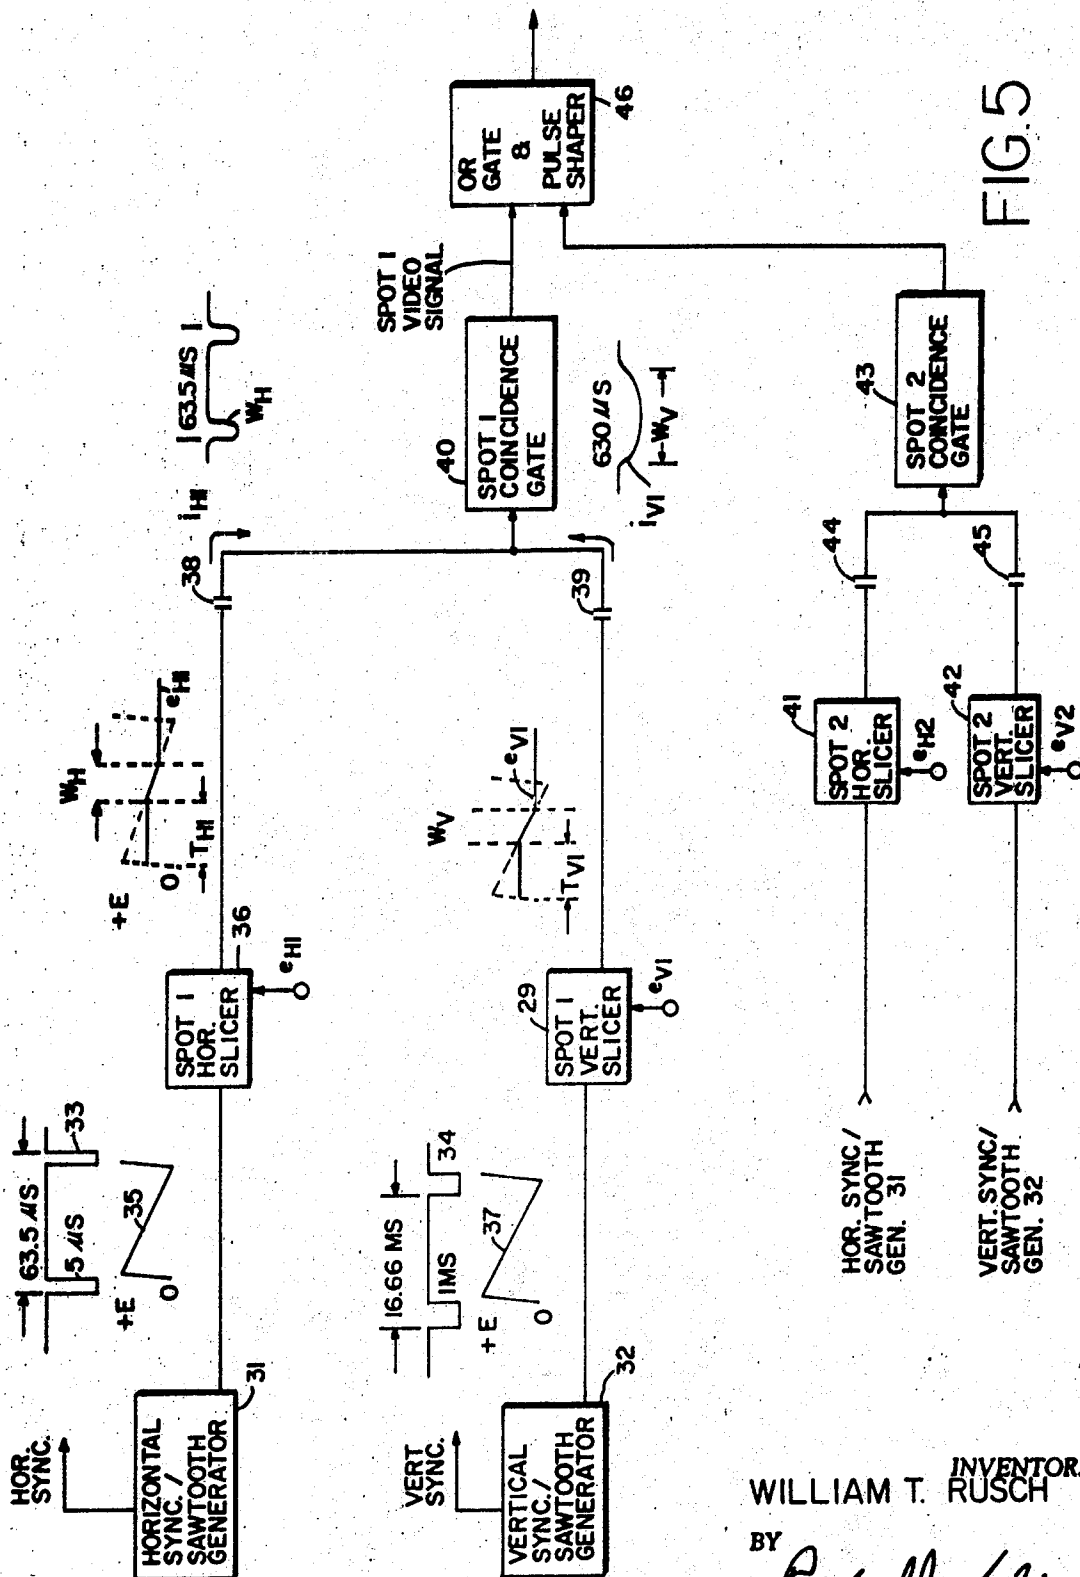 HOR.
SYNC.
HORIZONTAL
SYNC./
SAWTOOTH
GENERATOR
31
63.5 µS
5 µS
33
35
+E
O
SPOT 1
HOR.
SLICER
36
eH1
+E
O
TH1
WH
e'H1
38
iH1
63.5 µS
WH
VERT
SYNC.
VERTICAL
SYNC./
SAWTOOTH
GENERATOR
32
16.66 MS
1MS
34
37
+E
O
29
SPOT 1
VERT.
SLICER
eV1
WV
TV1
eV1
39
40
SPOT 1
COINCIDENCE
GATE
630 µS
WV
iV1
SPOT 1
VIDEO
SIGNAL
OR
GATE
&
PULSE
SHAPER
46
HOR. SYNC/
SAWTOOTH
GEN. 31
VERT. SYNC/
SAWTOOTH.
GEN. 32
41
SPOT 2
HOR.
SLICER
eH2
42
SPOT 2
VERT.
SLICER
eV2
44
45
43
SPOT 2
COINCIDENCE
GATE
FIG.5
INVENTOR.
WILLIAM T. RUSCH
BY